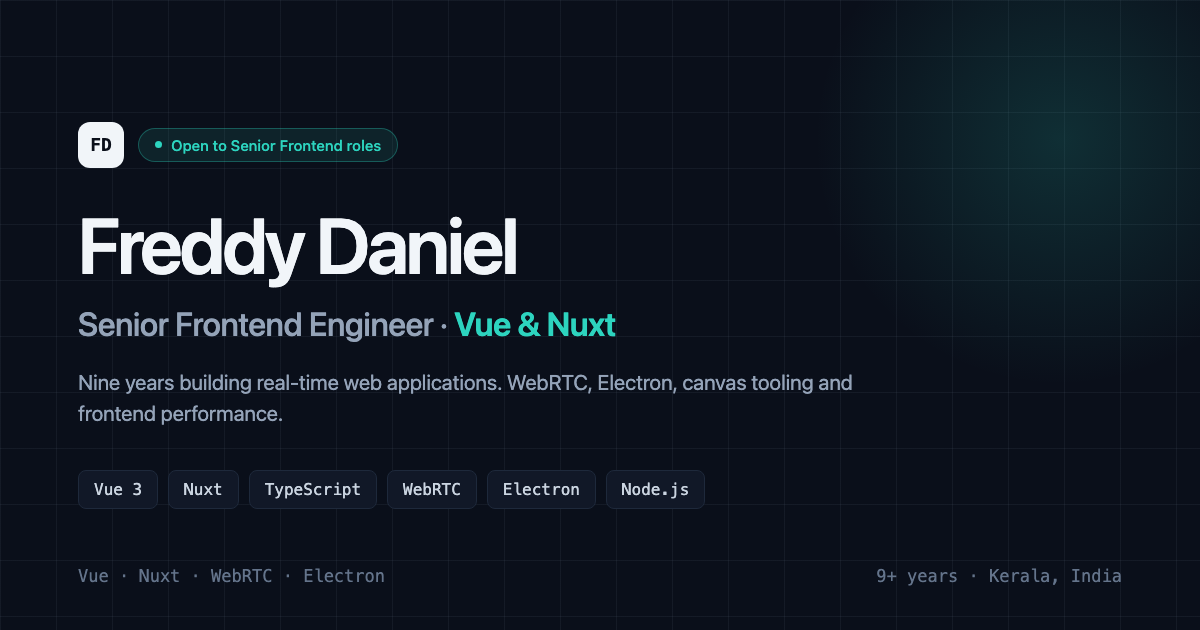 FD
Open to Senior Frontend roles
Freddy Daniel
Senior Frontend Engineer · Vue & Nuxt
Nine years building real-time web applications. WebRTC, Electron, canvas tooling and
frontend performance.
Vue 3 Nuxt TypeScript WebRTC Electron Node.js
Vue · Nuxt · WebRTC · Electron
9+ years · Kerala, India